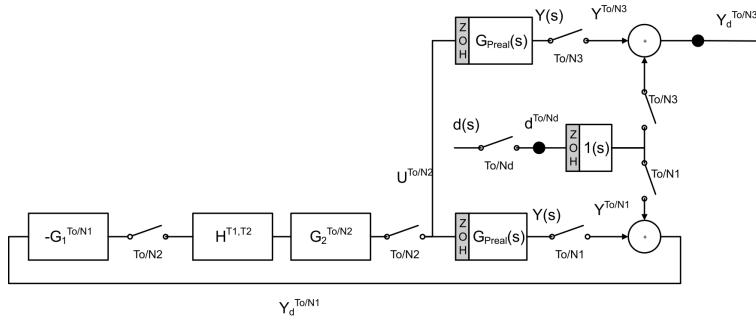 Z O H
G_Preal(s)
Y(s)
To/N3
Y^To/N3
Y_d^To/N3
To/N3
d(s)
To/Nd
d^To/Nd
Z O H
1(s)
To/N1
U^To/N2
-G_1^To/N1
To/N2
H^T1,T2
G_2^To/N2
To/N2
Z O H
G_Preal(s)
Y(s)
To/N1
Y^To/N1
Y_d^To/N1